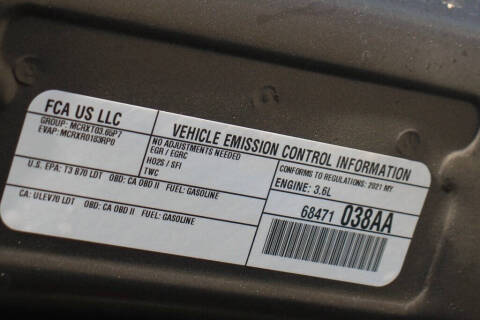 FCA US LLC
GROUP: MCRXT03.65P7
EVAP: MCRXR0183RP0
VEHICLE EMISSION CONTROL INFORMATION
NO ADJUSTMENTS NEEDED
EGR / EGRC
HO2S / SFI
TWC
CONFORMS TO REGULATIONS: 2021 MY
ENGINE: 3.6L
U.S. EPA: T3 B70 LDT OBD: CA OBD II FUEL: GASOLINE
CA: ULEV70 LDT OBD: CA OBD II FUEL: GASOLINE
68471 038AA